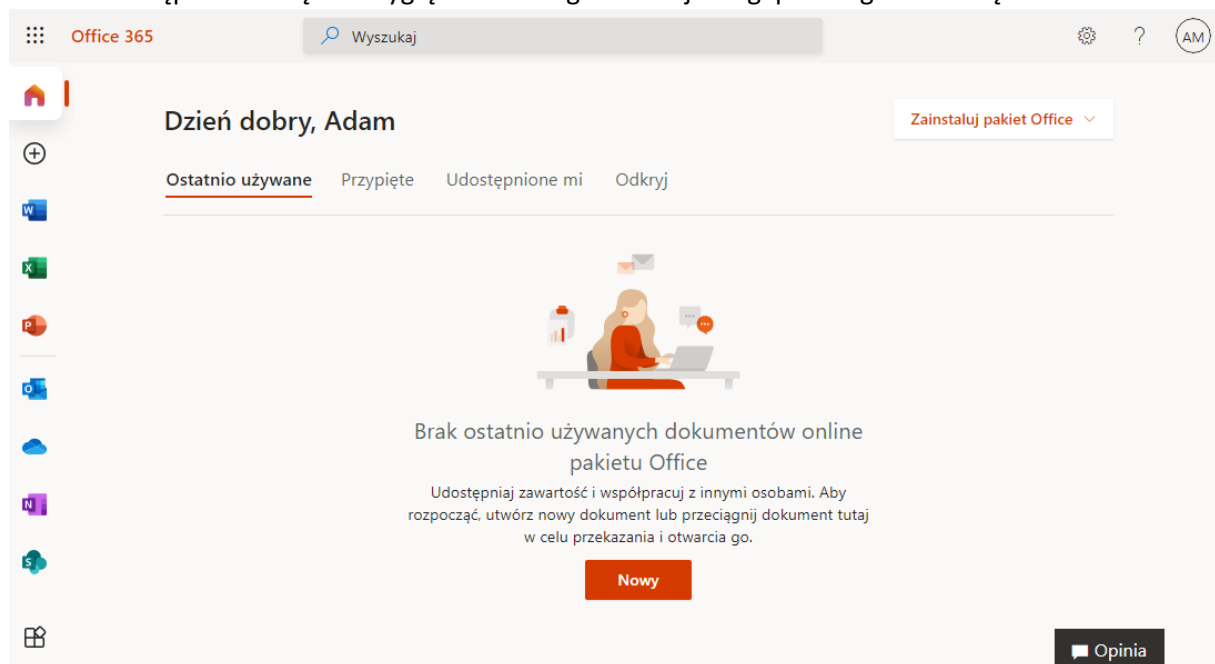 Office 365
Wyszukaj
?
AM
Dzień dobry, Adam
Zainstaluj pakiet Office
Ostatnio używane Przypięte Udostępnione mi Odkryj
W
X
P
O
N
S
Brak ostatnio używanych dokumentów online
pakietu Office
Udostępniaj zawartość i współpracuj z innymi osobami. Aby
rozpocząć, utwórz nowy dokument lub przeciągnij dokument tutaj
w celu przekazania i otwarcia go.
Nowy
Opinia